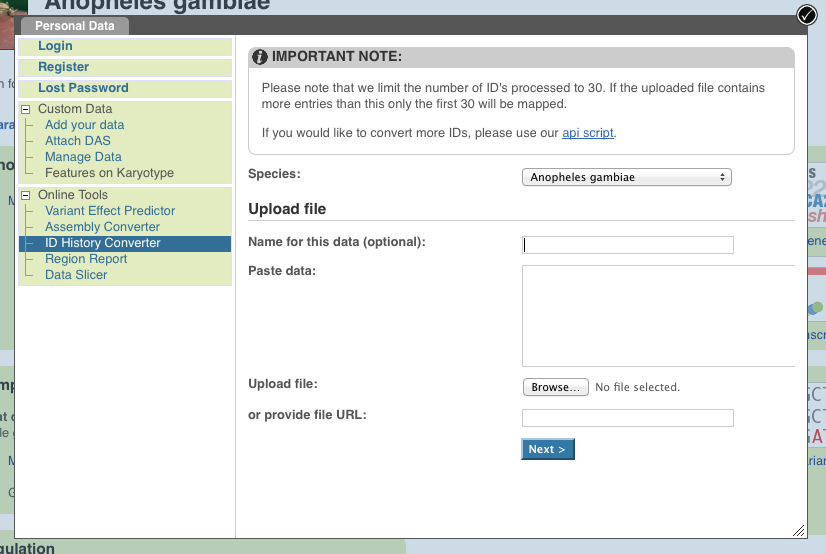 Anopheles gambiae
Personal Data
Login
Register
Lost Password
Custom Data
Add your data
Attach DAS
Manage Data
Features on Karyotype
Online Tools
Variant Effect Predictor
Assembly Converter
ID History Converter
Region Report
Data Slicer
IMPORTANT NOTE:
Please note that we limit the number of ID's processed to 30. If the uploaded file contains
more entries than this only the first 30 will be mapped.
If you would like to convert more IDs, please use our api script.
Species:
Anopheles gambiae
Upload file
Name for this data (optional):
Paste data:
Upload file:
Browse... No file selected.
or provide file URL:
Next >